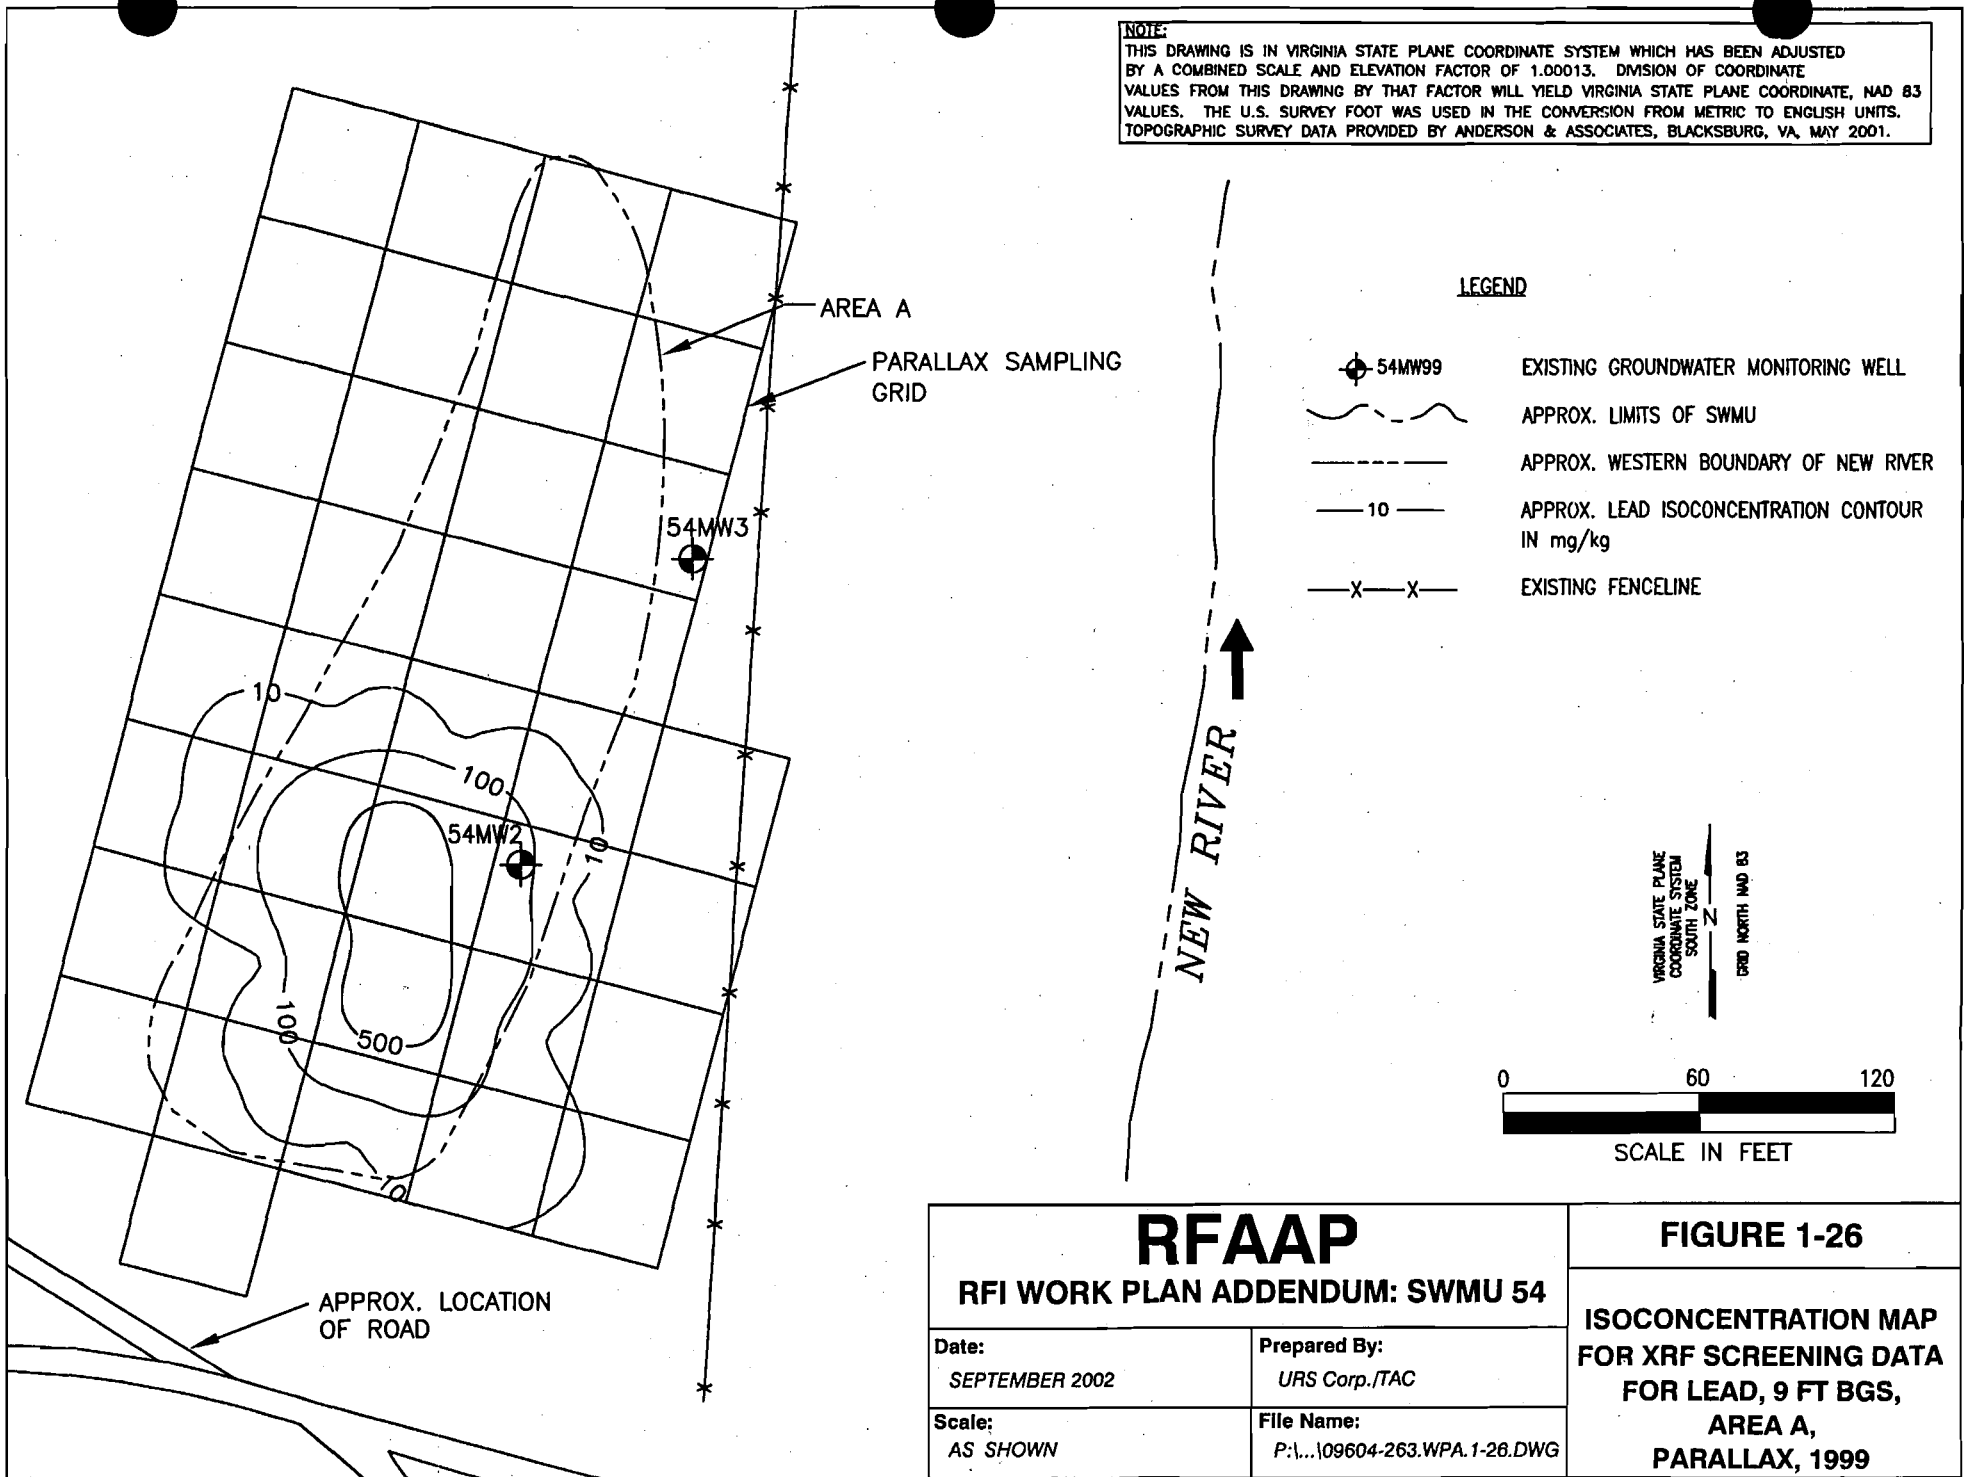 NOTE:
THIS DRAWING IS IN VIRGINIA STATE PLANE COORDINATE SYSTEM WHICH HAS BEEN ADJUSTED
BY A COMBINED SCALE AND ELEVATION FACTOR OF 1.00013. DIVISION OF COORDINATE
VALUES FROM THIS DRAWING BY THAT FACTOR WILL YIELD VIRGINIA STATE PLANE COORDINATE, NAD 83
VALUES. THE U.S. SURVEY FOOT WAS USED IN THE CONVERSION FROM METRIC TO ENGLISH UNITS.
TOPOGRAPHIC SURVEY DATA PROVIDED BY ANDERSON & ASSOCIATES, BLACKSBURG, VA, MAY 2001.
AREA A
PARALLAX SAMPLING
GRID
LEGEND
54MW99 EXISTING GROUNDWATER MONITORING WELL
APPROX. LIMITS OF SWMU
APPROX. WESTERN BOUNDARY OF NEW RIVER
10 APPROX. LEAD ISOCONCENTRATION CONTOUR
IN mg/kg
X X EXISTING FENCELINE
54MW3
10
100
54MW2
10
100
500
10
NEW RIVER
VIRGINIA STATE PLANE
COORDINATE SYSTEM
SOUTH ZONE
N
GRID NORTH NAD 83
0 60 120
SCALE IN FEET
APPROX. LOCATION
OF ROAD
RFAAP
RFI WORK PLAN ADDENDUM: SWMU 54
Date:
SEPTEMBER 2002
Prepared By:
URS Corp./TAC
Scale:
AS SHOWN
File Name:
P:\...\09604-263.WPA.1-26.DWG
FIGURE 1-26
ISOCONCENTRATION MAP
FOR XRF SCREENING DATA
FOR LEAD, 9 FT BGS,
AREA A,
PARALLAX, 1999